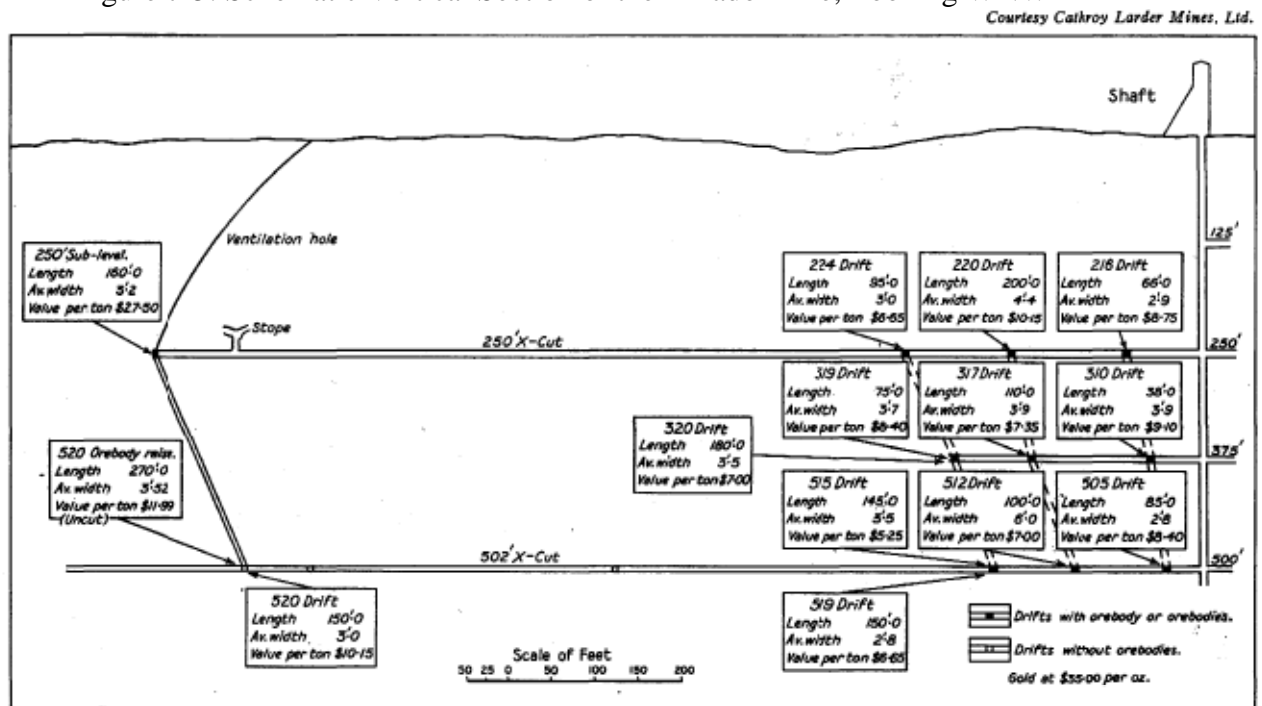 Courtesy Cathroy Larder Mines, Ltd.
Shaft
125'
Ventilation hole
250' Sub-level.
Length 160'.0
Av. width 5'.2
Value per ton $27.50
Stope
250' X-Cut
224 Drift
Length 95'.0
Av. width 3'.0
Value per ton $6.65
220 Drift
Length 200'.0
Av. width 4'.4
Value per ton $10.15
216 Drift
Length 66'.0
Av. width 2'.9
Value per ton $8.75
250'
319 Drift
Length 75'.0
Av. width 3'.7
Value per ton $8.40
317 Drift
Length 110'.0
Av. width 3'.9
Value per ton $7.35
310 Drift
Length 38'.0
Av. width 3'.9
Value per ton $9.10
320 Drift
Length 180'.0
Av. width 3'.5
Value per ton $7.00
375'
520 Orebody raise.
Length 270'.0
Av. width 3'.52
Value per ton $11.99
(Uncut)
515 Drift
Length 145'.0
Av. width 3'.5
Value per ton $5.25
512 Drift
Length 100'.0
Av. width 6'.0
Value per ton $7.00
505 Drift
Length 85'.0
Av. width 2'.8
Value per ton $8.40
502' X-Cut
500'
520 Drift
Length 150'.0
Av. width 3'.0
Value per ton $10.15
519 Drift
Length 150'.0
Av. width 2'.8
Value per ton $6.65
Scale of Feet
50 25 0 50 100 150 200
Drifts with orebody or orebodies.
Drifts without orebodies.
Gold at $35.00 per oz.